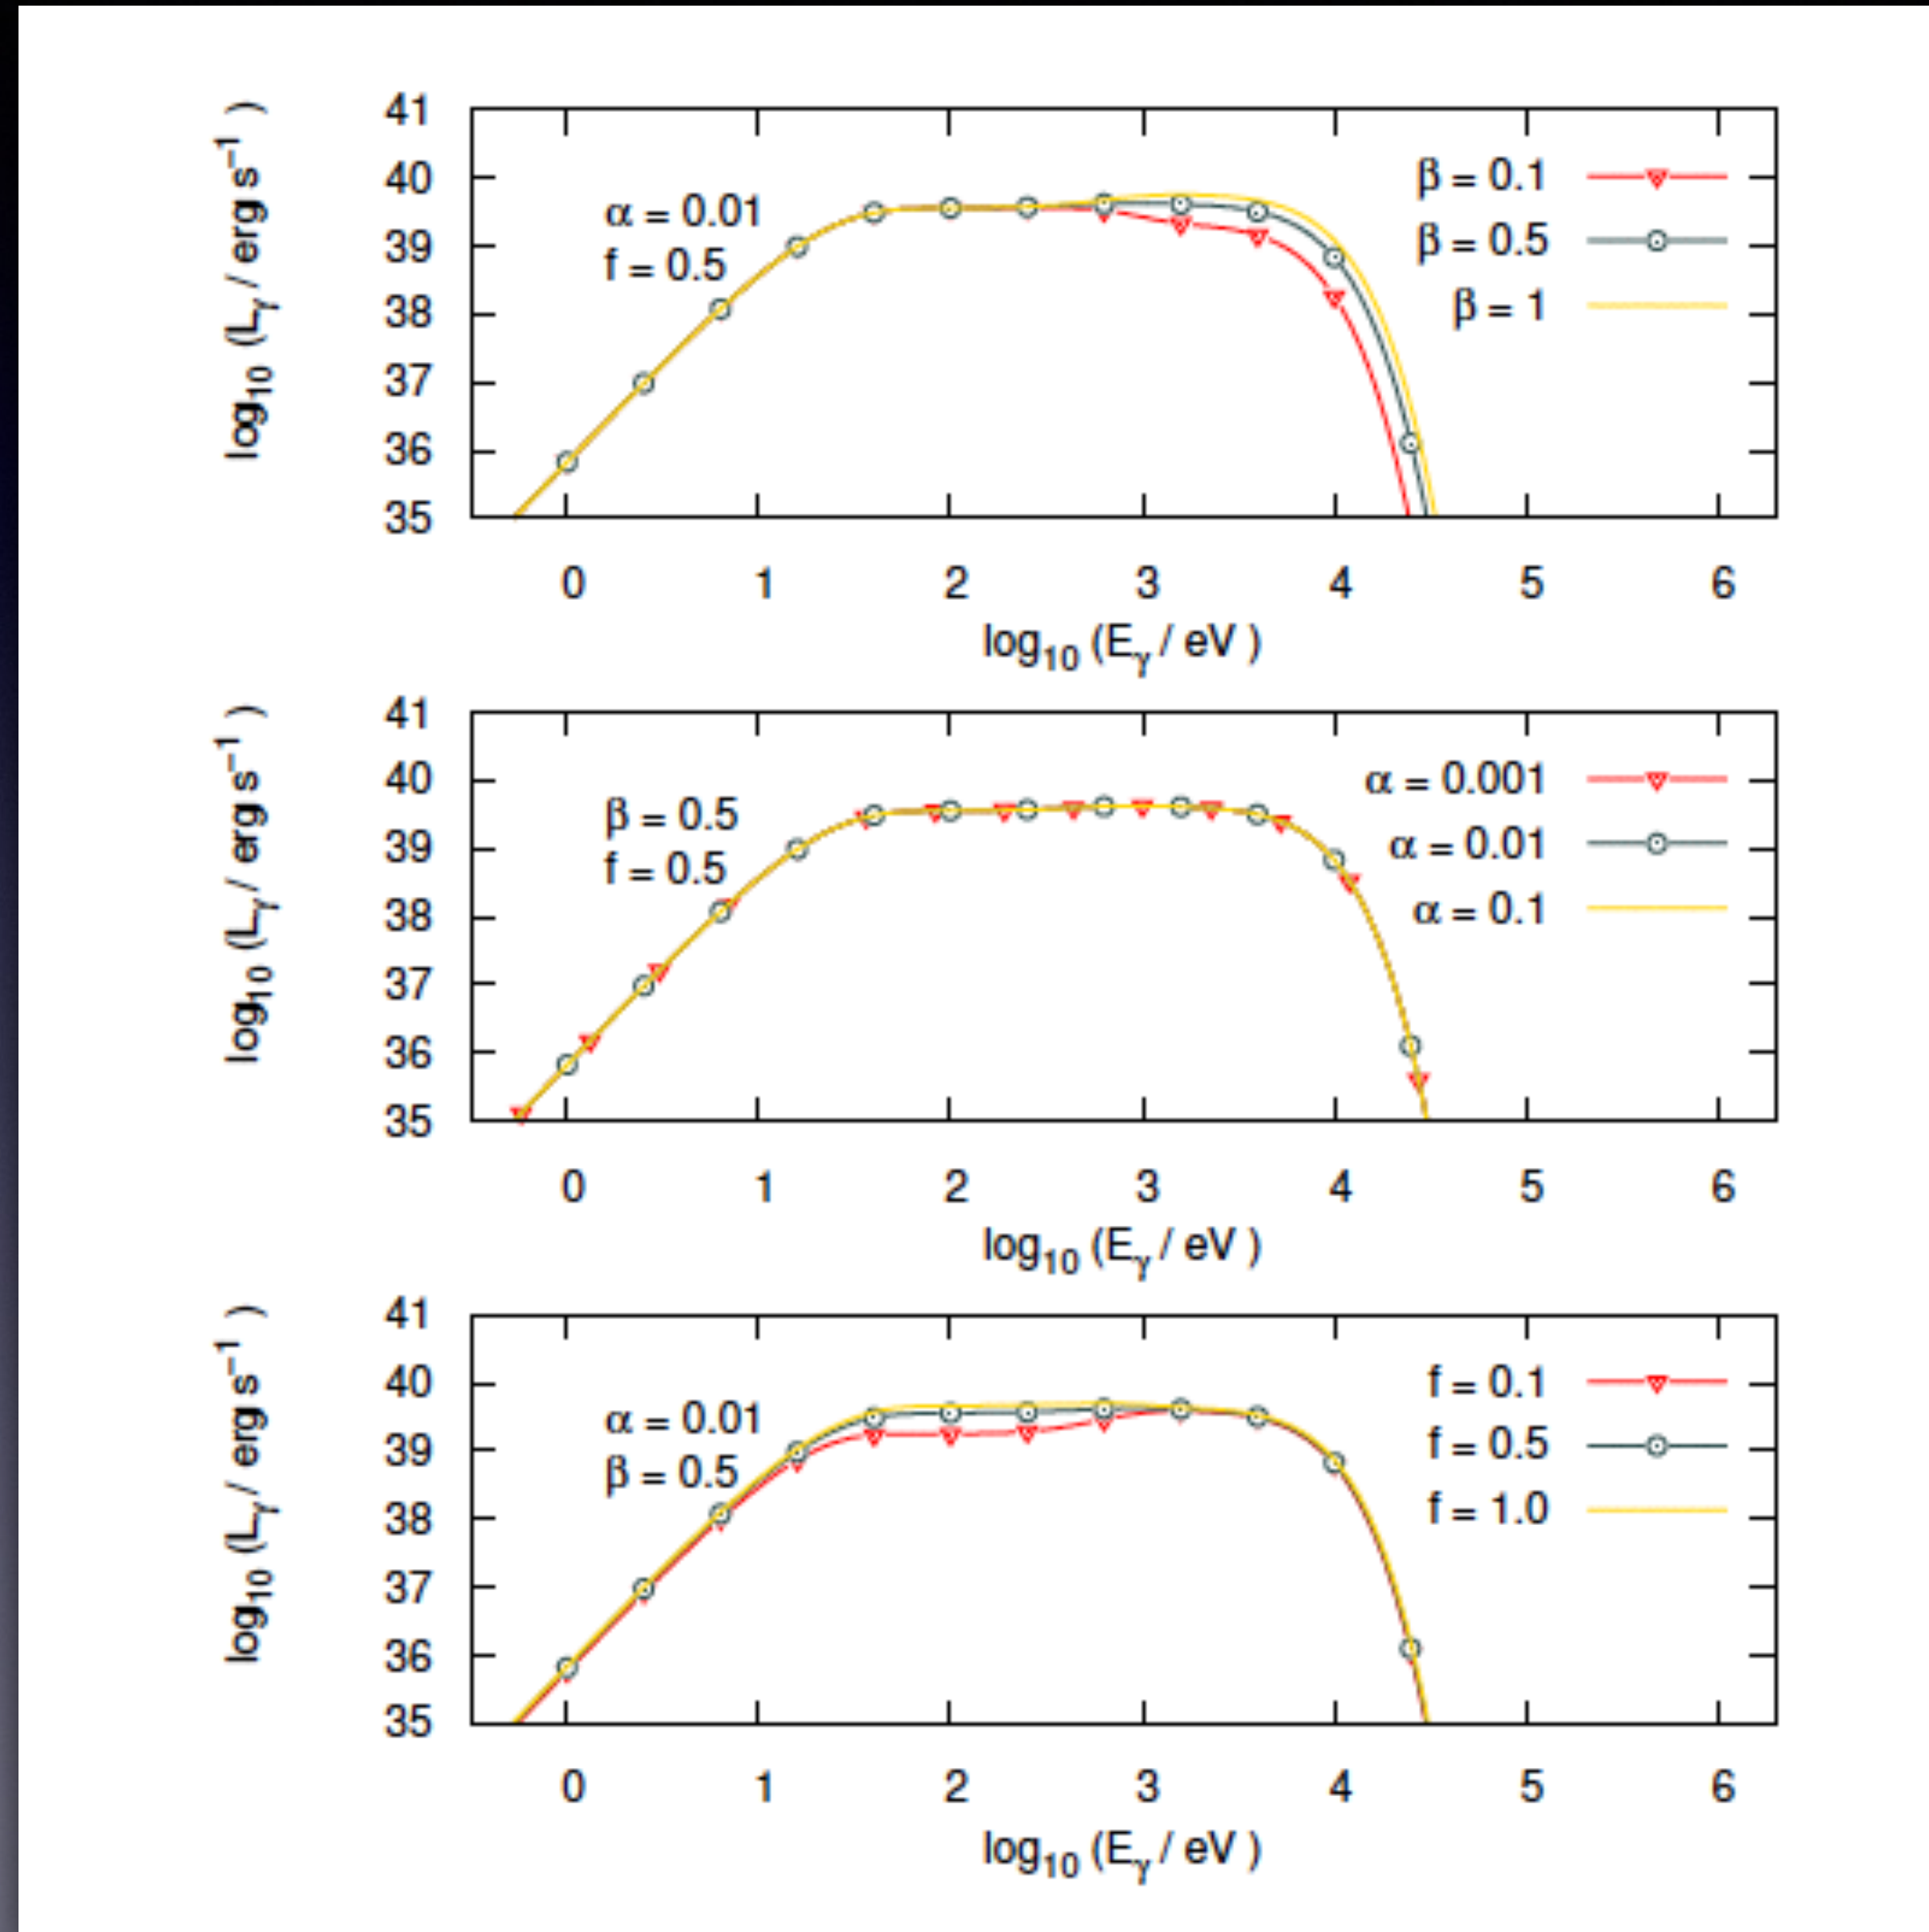 41
40
39
38
37
36
35
log₁₀ (Lᵧ / erg s⁻¹ )
α = 0.01
f = 0.5
β = 0.1
β = 0.5
β = 1
0 1 2 3 4 5 6
log₁₀ (Eᵧ / eV )
41
40
39
38
37
36
35
log₁₀ (Lᵧ / erg s⁻¹ )
β = 0.5
f = 0.5
α = 0.001
α = 0.01
α = 0.1
0 1 2 3 4 5 6
log₁₀ (Eᵧ / eV )
41
40
39
38
37
36
35
log₁₀ (Lᵧ / erg s⁻¹ )
α = 0.01
β = 0.5
f = 0.1
f = 0.5
f = 1.0
0 1 2 3 4 5 6
log₁₀ (Eᵧ / eV )